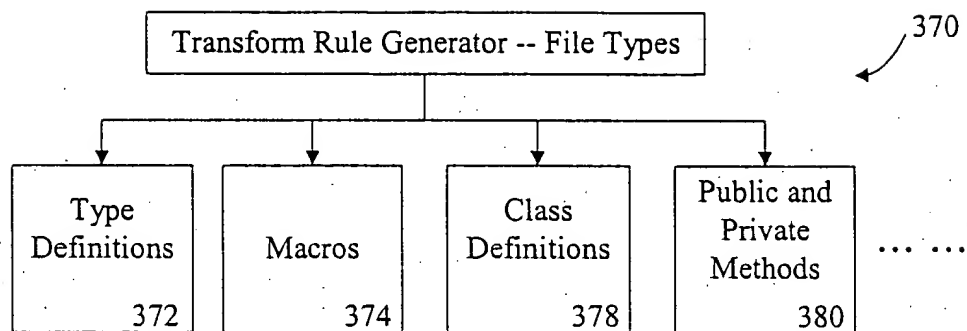 Transform Rule Generator -- File Types
370
Type
Definitions
372
Macros
374
Class
Definitions
378
Public and
Private
Methods
380
... ...